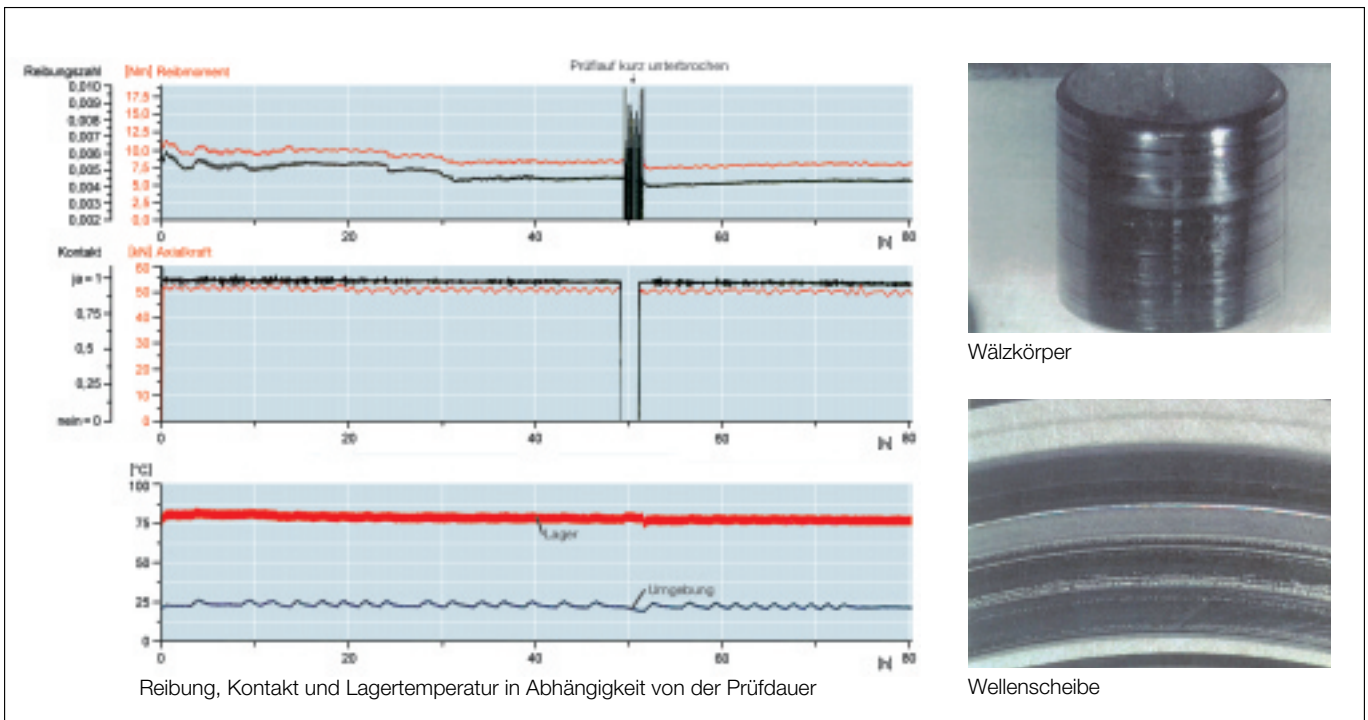 Prüflauf kurz unterbrochen
Reibungszahl [Nm] Reibmoment
0,010
0,009
0,008
0,007
0,006
0,005
0,004
0,003
0,002
17.5
15.0
12.5
10.0
7.5
5.0
2.5
0.0
0 20 40 60 [h] 80
Kontakt [kN] Axialkraft
ja = 1
0,75
0,5
0,25
nein = 0
60
50
40
30
20
10
0
0 20 40 60 [h] 80
[°C]
100
75
50
25
0
Lager
Umgebung
0 20 40 60 [h] 80
Reibung, Kontakt und Lagertemperatur in Abhängigkeit von der Prüfdauer
Wälzkörper
Wellenscheibe